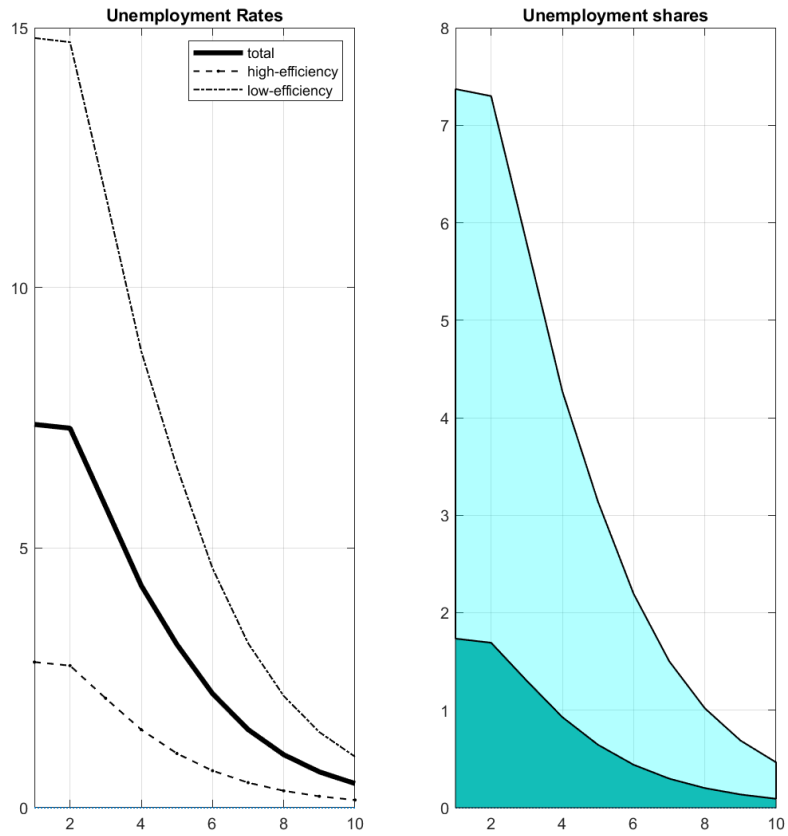 Unemployment Rates
total
high-efficiency
low-efficiency
15
10
5
0
2 4 6 8 10
Unemployment shares
8
7
6
5
4
3
2
1
0
2 4 6 8 10